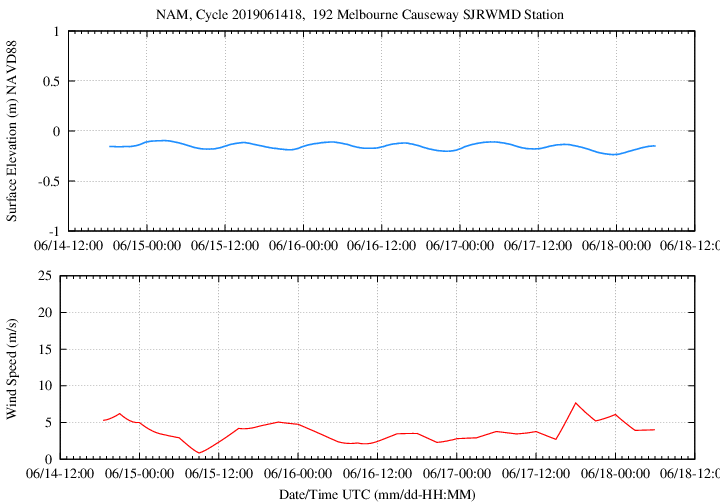 NAM, Cycle 2019061418,  192 Melbourne Causeway SJRWMD Station
Surface Elevation (m) NAVD88
1
0.5
0
-0.5
-1
06/14-12:00 06/15-00:00 06/15-12:00 06/16-00:00 06/16-12:00 06/17-00:00 06/17-12:00 06/18-00:00 06/18-12:0
Wind Speed (m/s)
25
20
15
10
5
0
06/14-12:00 06/15-00:00 06/15-12:00 06/16-00:00 06/16-12:00 06/17-00:00 06/17-12:00 06/18-00:00 06/18-12:0
Date/Time UTC (mm/dd-HH:MM)